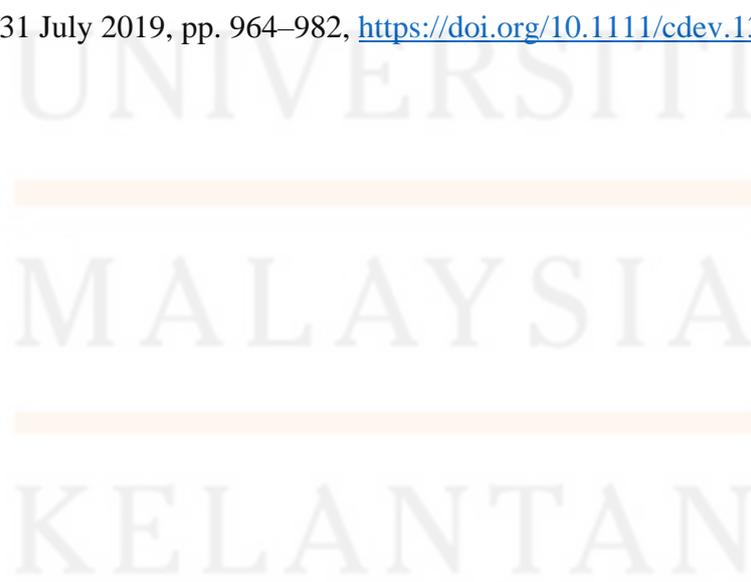 31 July 2019, pp. 964–982, https://doi.org/10.1111/cdev.1
UNIVERSITI
MALAYSIA
KELANTAN